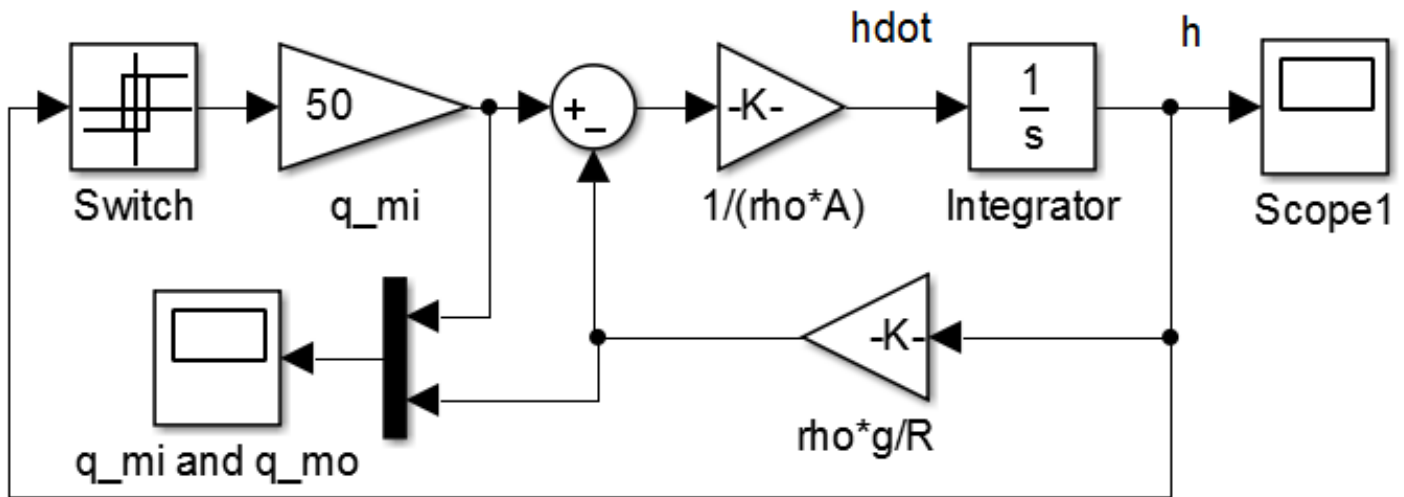 hdot
h
50
+
−
-K-
1
s
Switch
q_mi
1/(rho*A)
Integrator
Scope1
-K-
rho*g/R
q_mi and q_mo